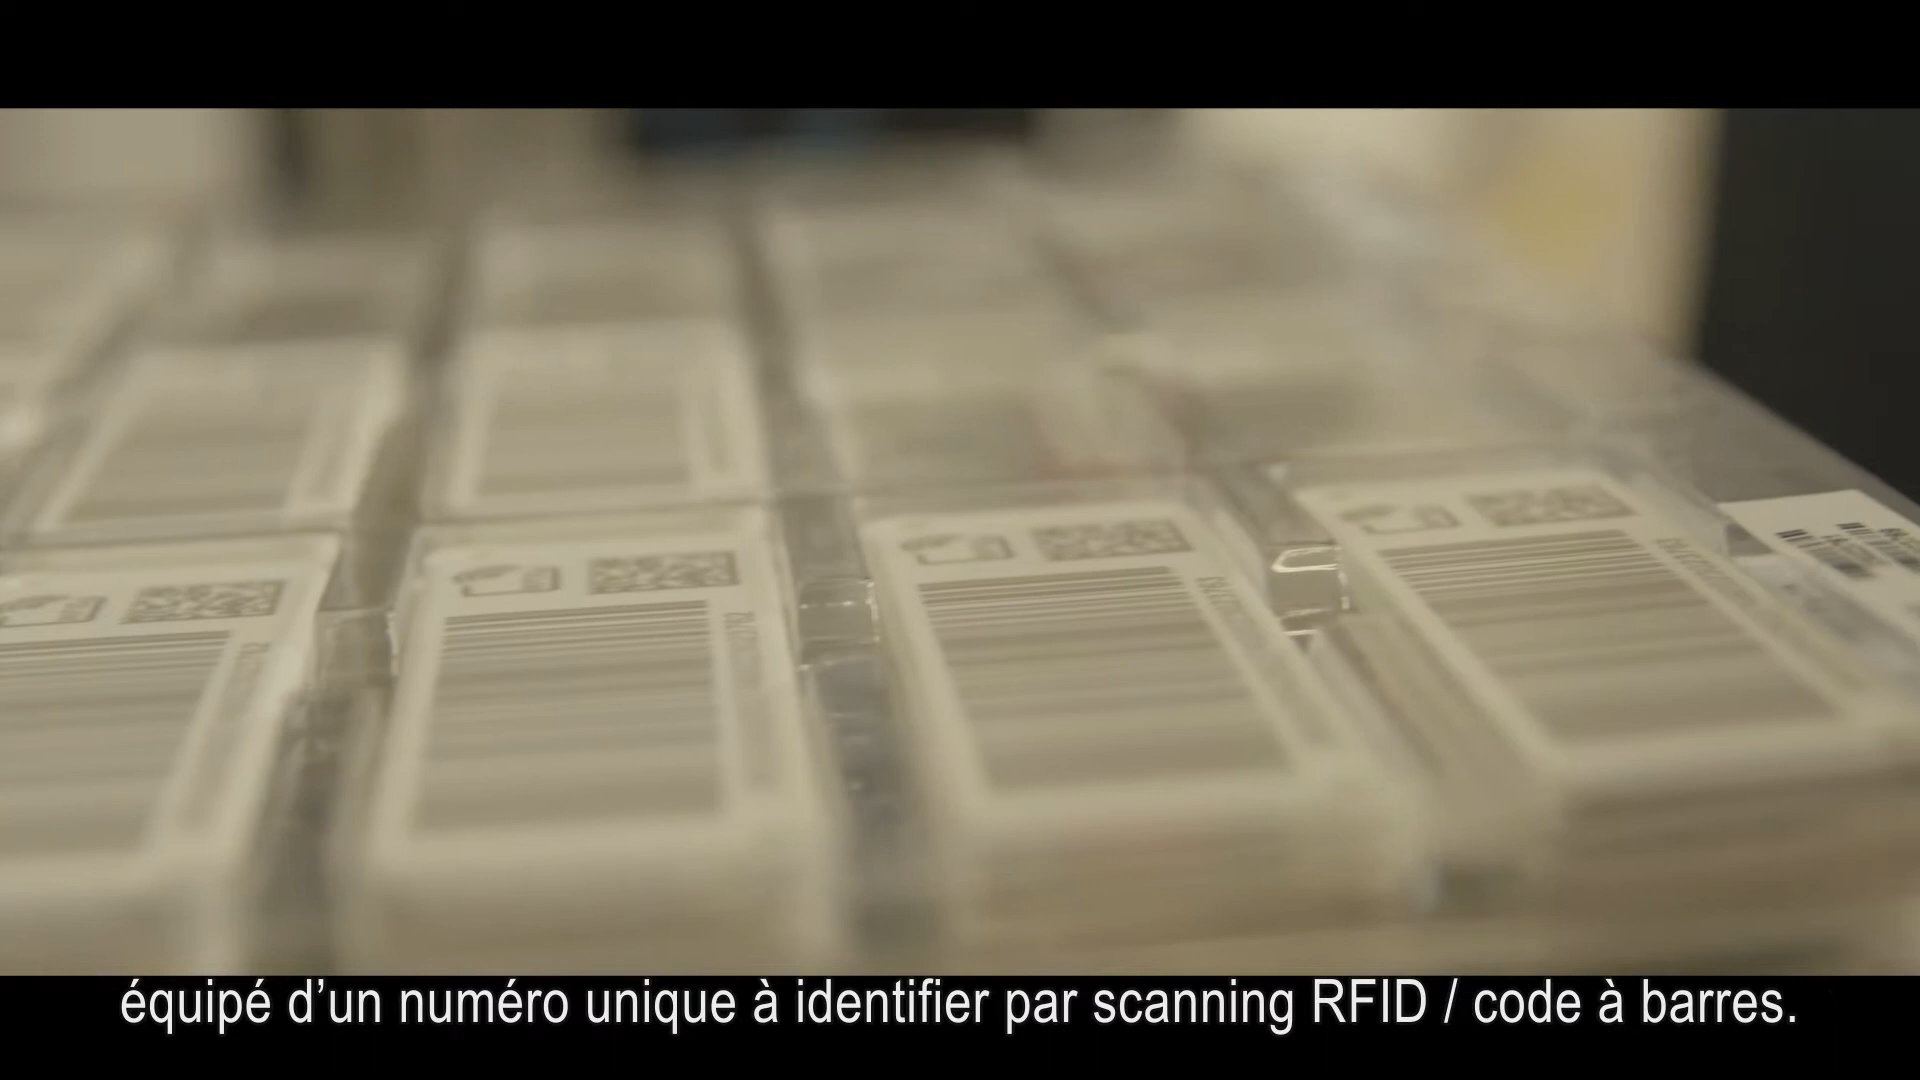 équipé d’un numéro unique à identifier par scanning RFID / code à barres.